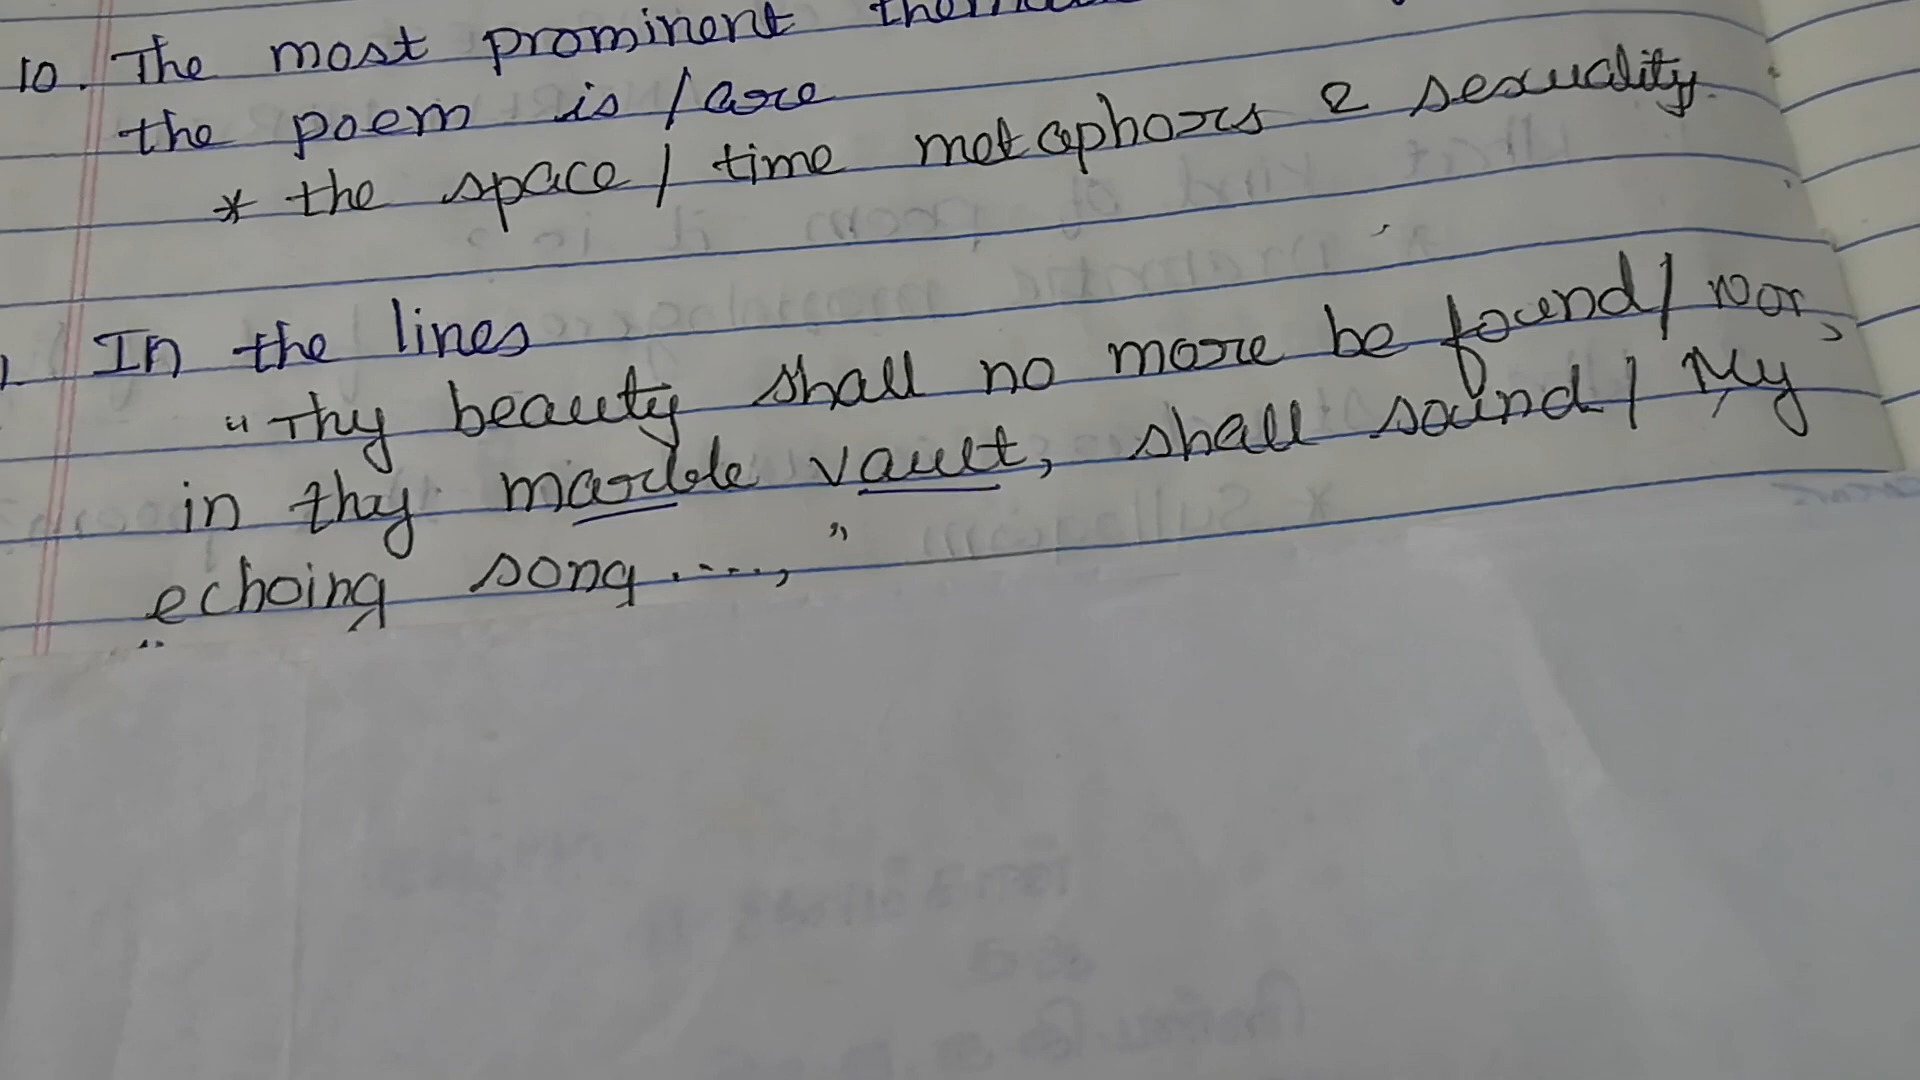 10. The most prominent
the poem is / are
* the space / time metaphors & sexuality.
In the lines
"Thy beauty shall no more be found / Nor,
in thy marble vault, shall sound / My
echoing song ....,"